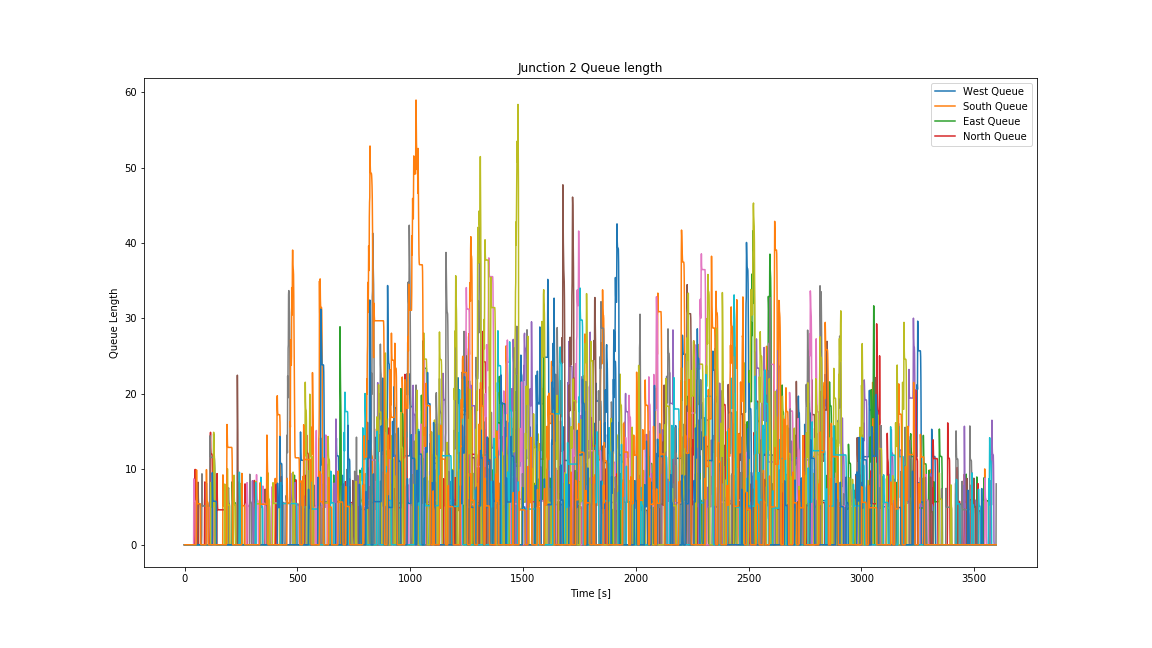 Junction 2 Queue length
West Queue
South Queue
East Queue
North Queue
Queue Length
60
50
40
30
20
10
0
0 500 1000 1500 2000 2500 3000 3500
Time [s]